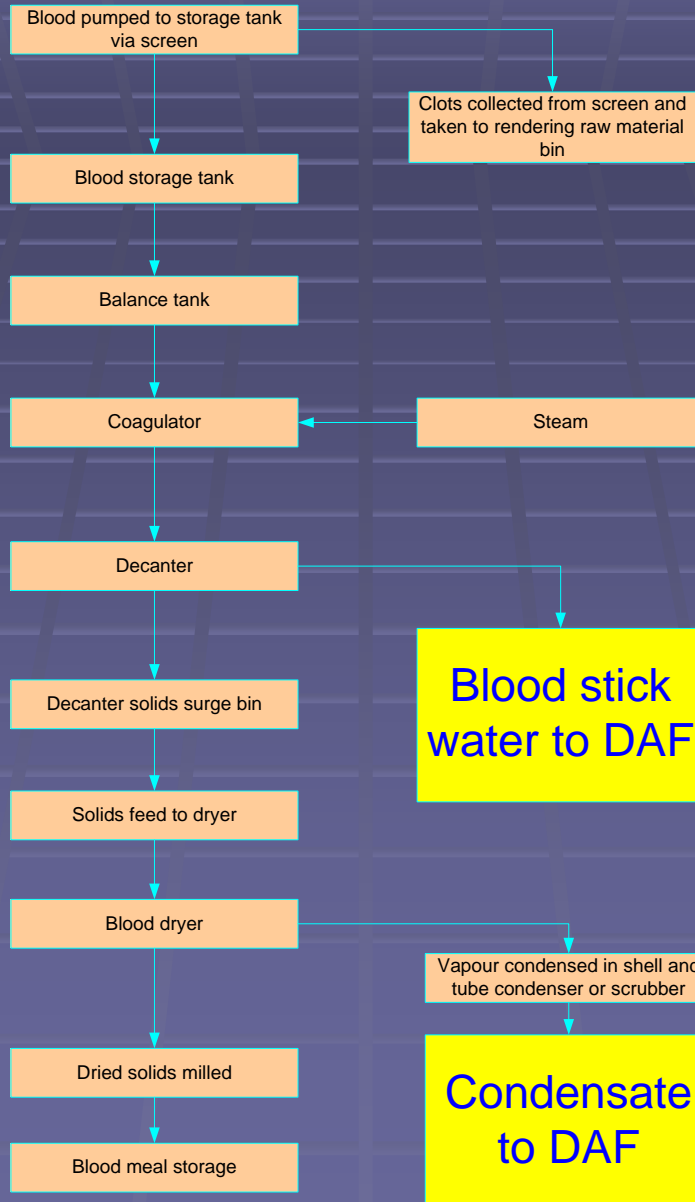 Blood pumped to storage tank
via screen
Clots collected from screen and
taken to rendering raw material
bin
Blood storage tank
Balance tank
Coagulator
Steam
Decanter
Blood stick
water to DAF
Decanter solids surge bin
Solids feed to dryer
Blood dryer
Vapour condensed in shell and
tube condenser or scrubber
Dried solids milled
Condensate
to DAF
Blood meal storage